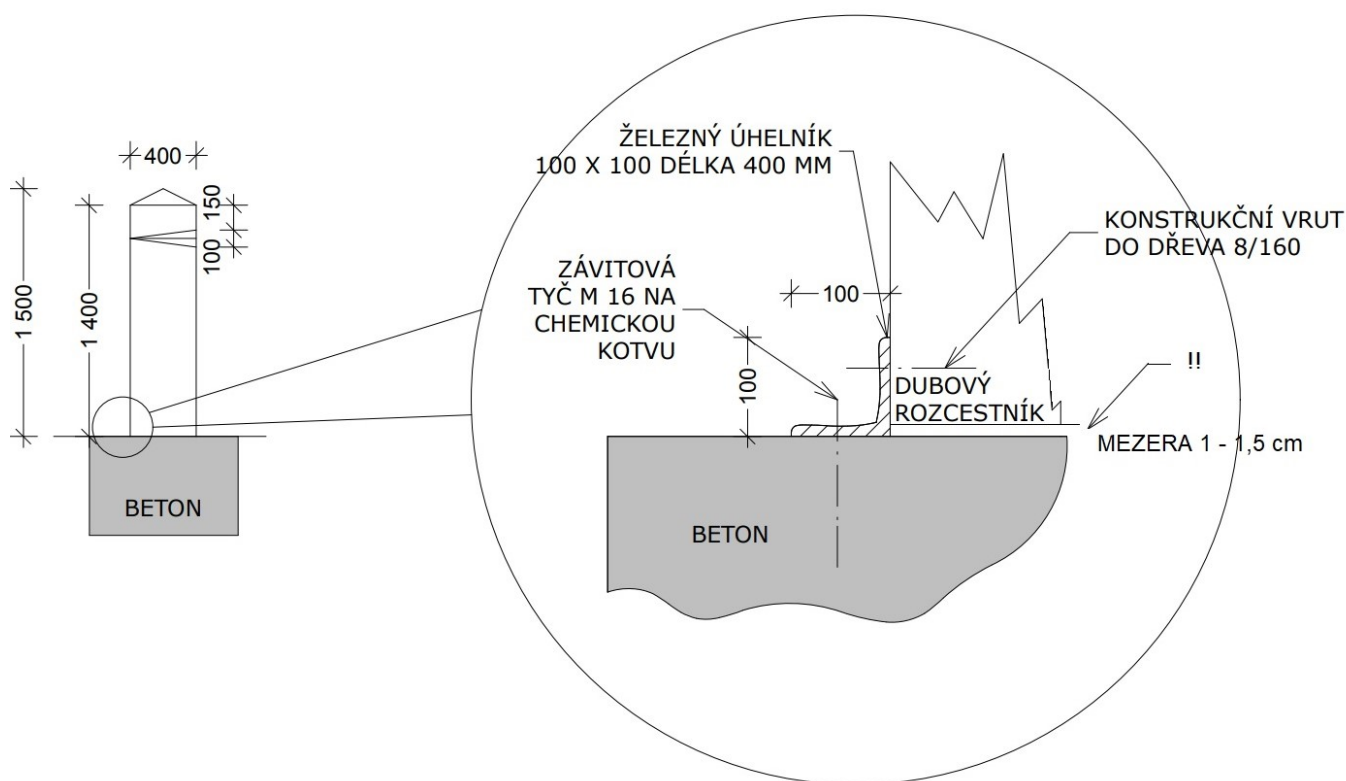 400
150
100
1 500
1 400
BETON
ŽELEZNÝ ÚHELNÍK
100 X 100 DÉLKA 400 MM
KONSTRUKČNÍ VRUT
DO DŘEVA 8/160
ZÁVITOVÁ
TYČ M 16 NA
CHEMICKOU
KOTVU
100
100
DUBOVÝ
ROZCESTNÍK
!!
MEZERA 1 - 1,5 cm
BETON